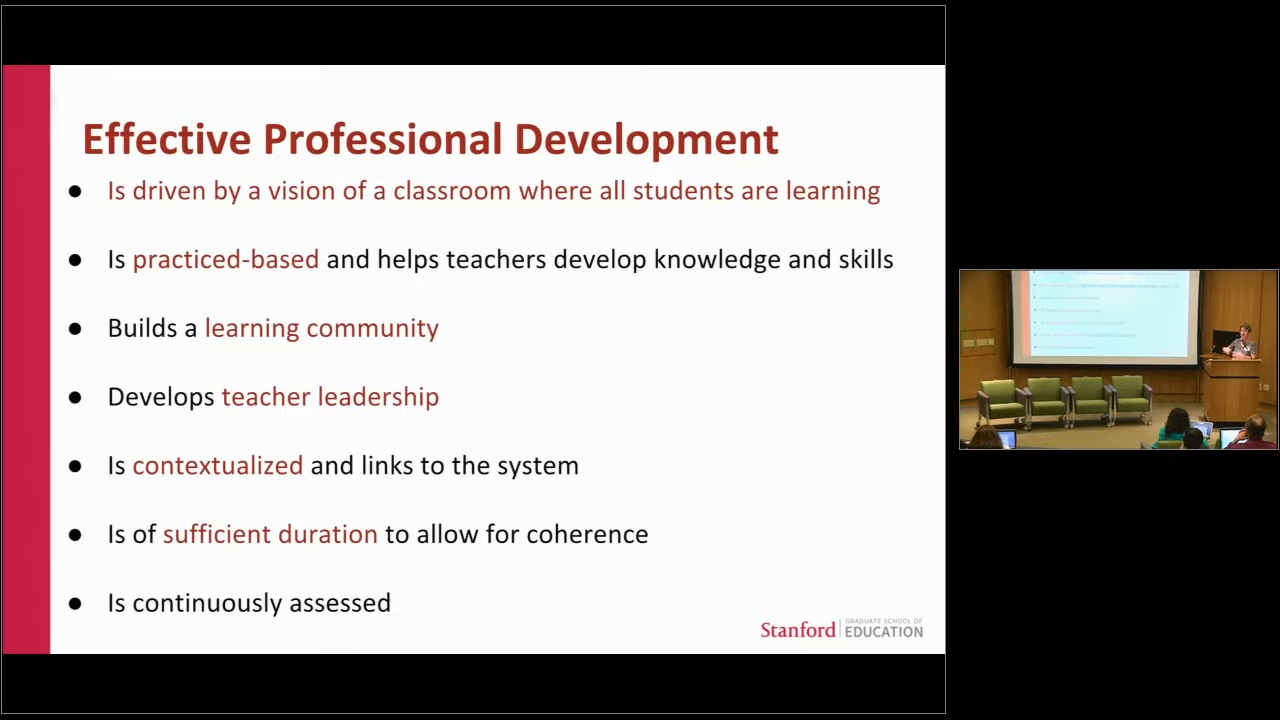 Effective Professional Development
● Is driven by a vision of a classroom where all students are learning
● Is practiced-based and helps teachers develop knowledge and skills
● Builds a learning community
● Develops teacher leadership
● Is contextualized and links to the system
● Is of sufficient duration to allow for coherence
● Is continuously assessed
Stanford GRADUATE SCHOOL OF
EDUCATION